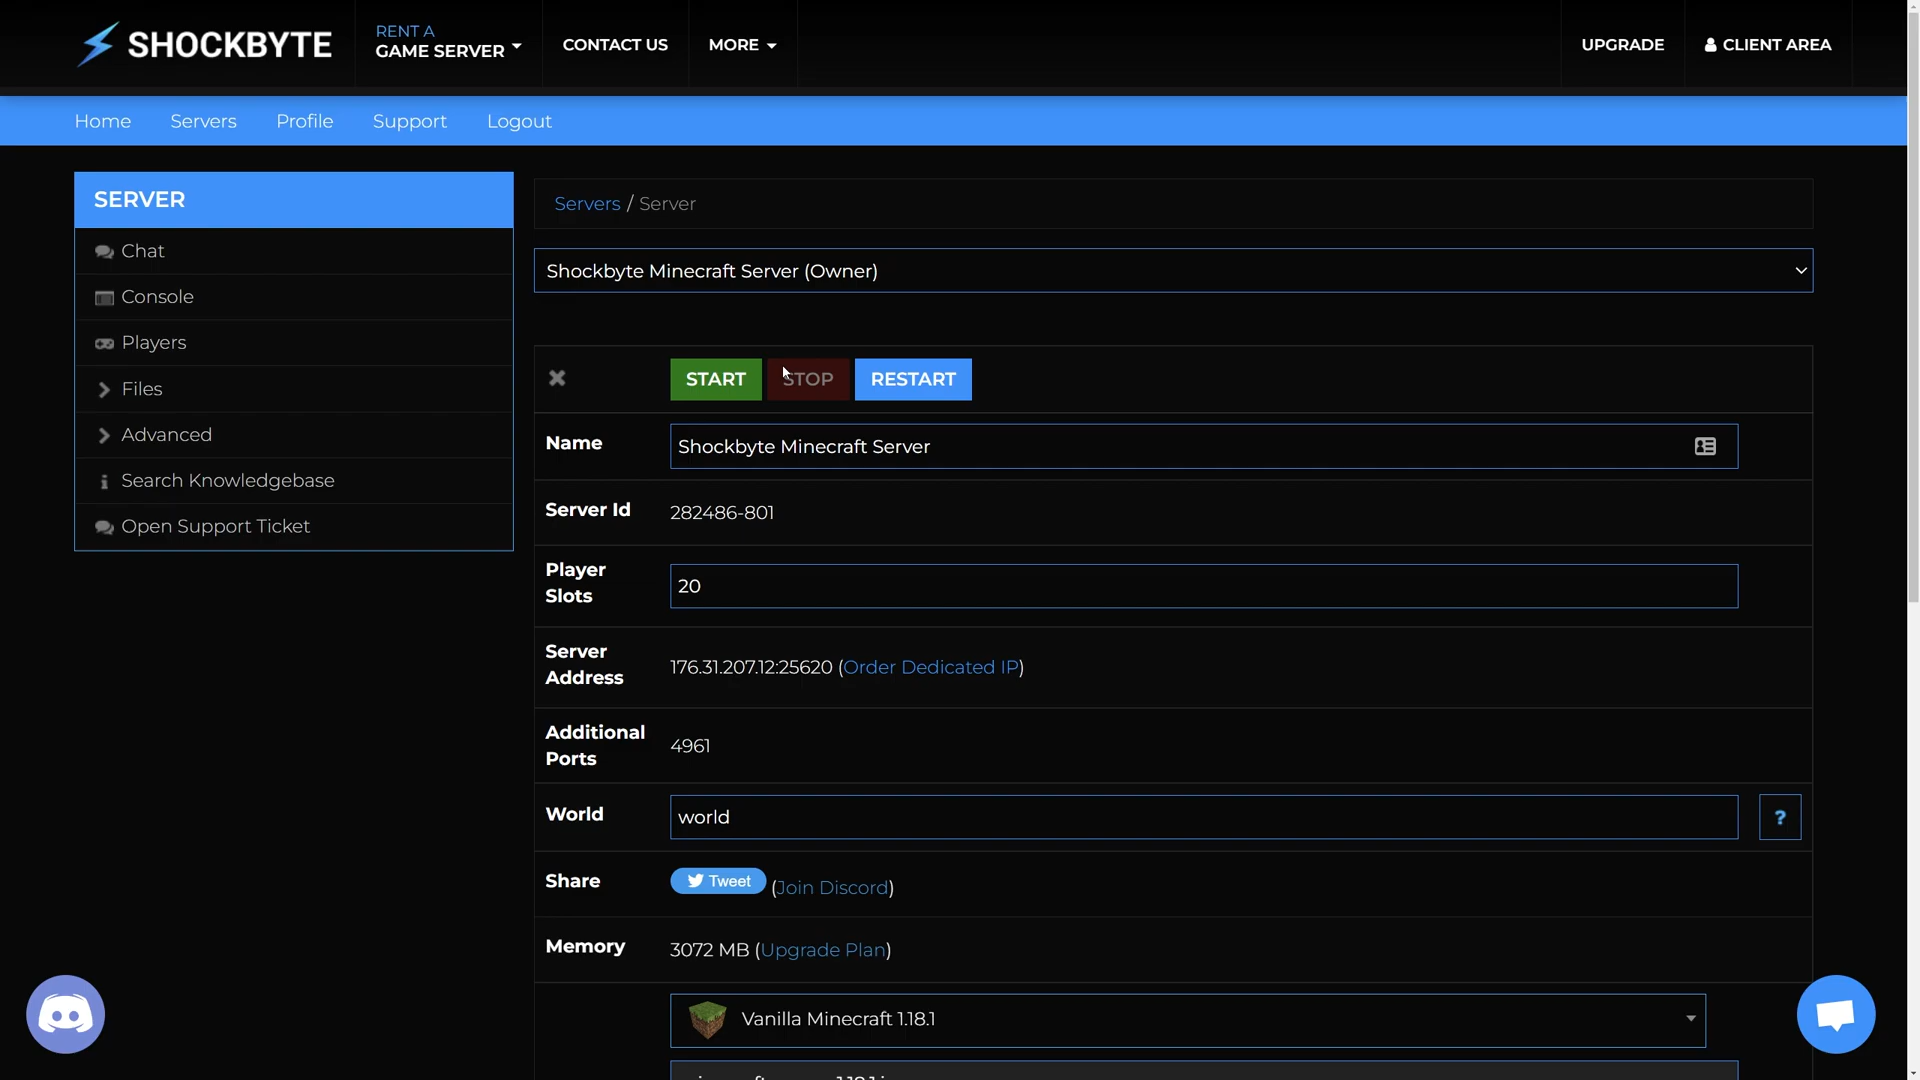 SHOCKBYTE
RENT A
GAME SERVER
CONTACT US
MORE
UPGRADE
CLIENT AREA
Home
Servers
Profile
Support
Logout
SERVER
Chat
Console
Players
Files
Advanced
Search Knowledgebase
Open Support Ticket
Servers / Server
Shockbyte Minecraft Server (Owner)
START
STOP
RESTART
Name
Shockbyte Minecraft Server
Server Id
282486-801
Player
Slots
20
Server
Address
176.31.207.12:25620 (Order Dedicated IP)
Additional
Ports
4961
World
world
?
Share
Tweet
(Join Discord)
Memory
3072 MB (Upgrade Plan)
Vanilla Minecraft 1.18.1